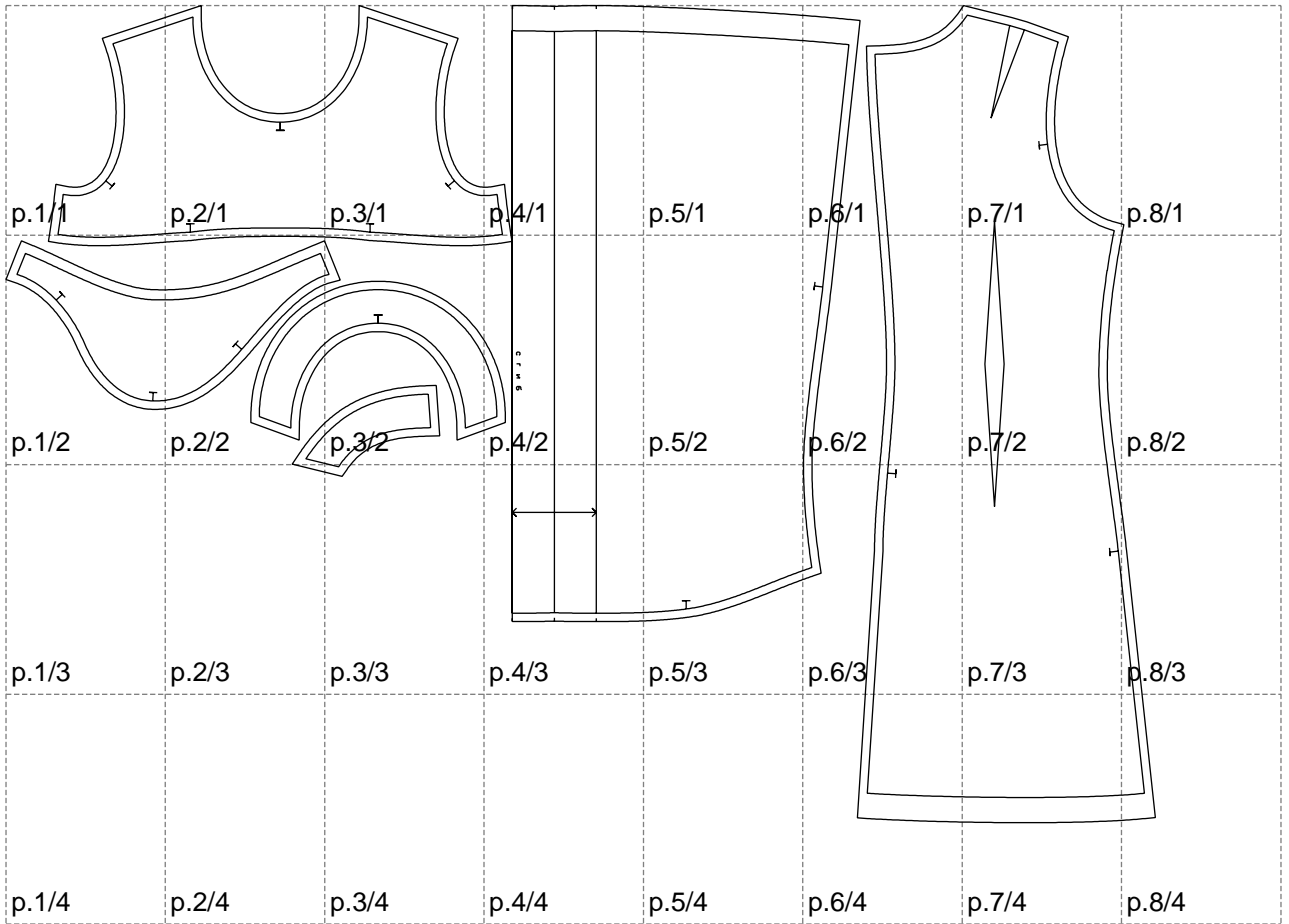 p.1/1 p.2/1 p.3/1 p.4/1 p.5/1 p.6/1 p.7/1 p.8/1
сгиб
p.1/2 p.2/2 p.3/2 p.4/2 p.5/2 p.6/2 p.7/2 p.8/2
p.1/3 p.2/3 p.3/3 p.4/3 p.5/3 p.6/3 p.7/3 p.8/3
p.1/4 p.2/4 p.3/4 p.4/4 p.5/4 p.6/4 p.7/4 p.8/4